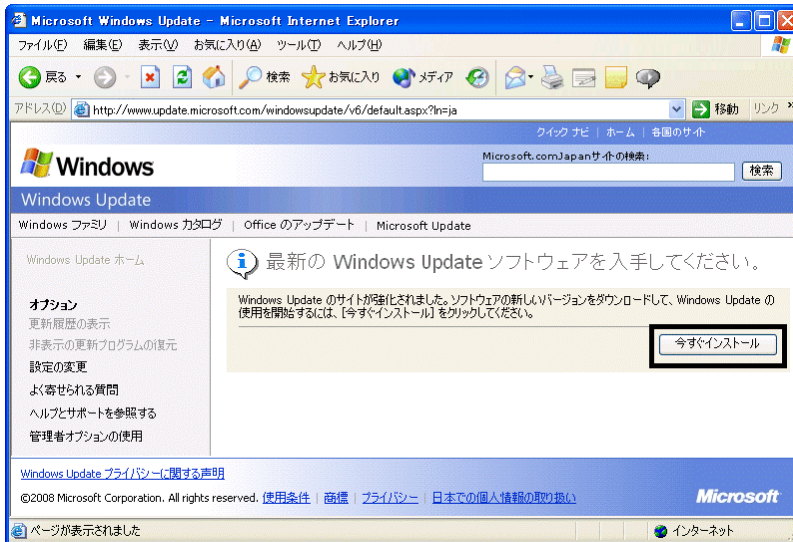 Microsoft Windows Update - Microsoft Internet Explorer
ファイル(F) 編集(E) 表示(V) お気に入り(A) ツール(T) ヘルプ(H)
戻る 検索 お気に入り メディア
アドレス(D) http://www.update.microsoft.com/windowsupdate/v6/default.aspx?ln=ja 移動 リンク »
クイック ナビ | ホーム | 各国のサイト
Windows
Microsoft.comJapanサイトの検索:
検索
Windows Update
Windows ファミリ | Windows カタログ | Office のアップデート | Microsoft Update
Windows Update ホーム
オプション
更新履歴の表示
非表示の更新プログラムの復元
設定の変更
よく寄せられる質問
ヘルプとサポートを参照する
管理者オプションの使用
最新の Windows Update ソフトウェアを入手してください。
Windows Update のサイトが強化されました。ソフトウェアの新しいバージョンをダウンロードして、Windows Update の
使用を開始するには、[今すぐインストール] をクリックしてください。
今すぐインストール
Windows Update プライバシーに関する声明
©2008 Microsoft Corporation. All rights reserved. 使用条件 | 商標 | プライバシー | 日本での個人情報の取り扱い
Microsoft
ページが表示されました インターネット